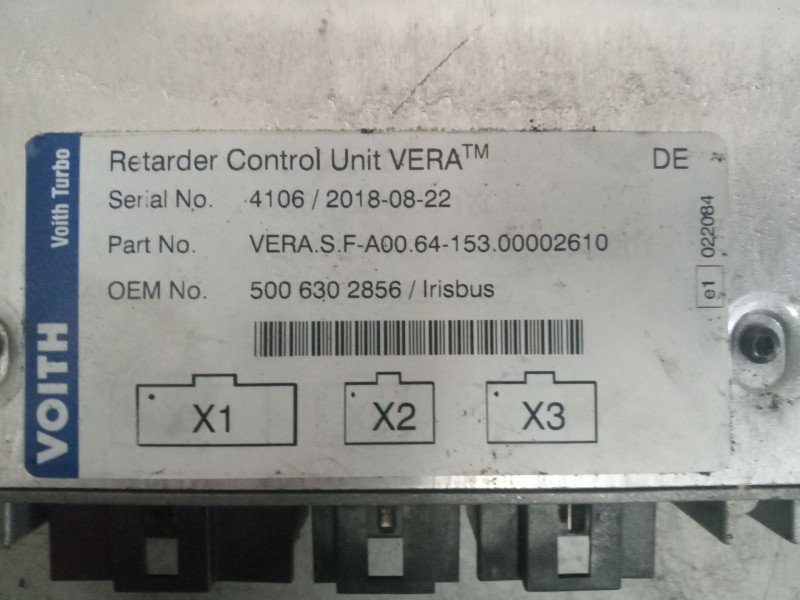 VOITH Voith Turbo
Retarder Control Unit VERA™ DE
Serial No. 4106 / 2018-08-22
Part No. VERA.S.F-A00.64-153.00002610
OEM No. 500 630 2856 / Irisbus
e1 022084
X1 X2 X3